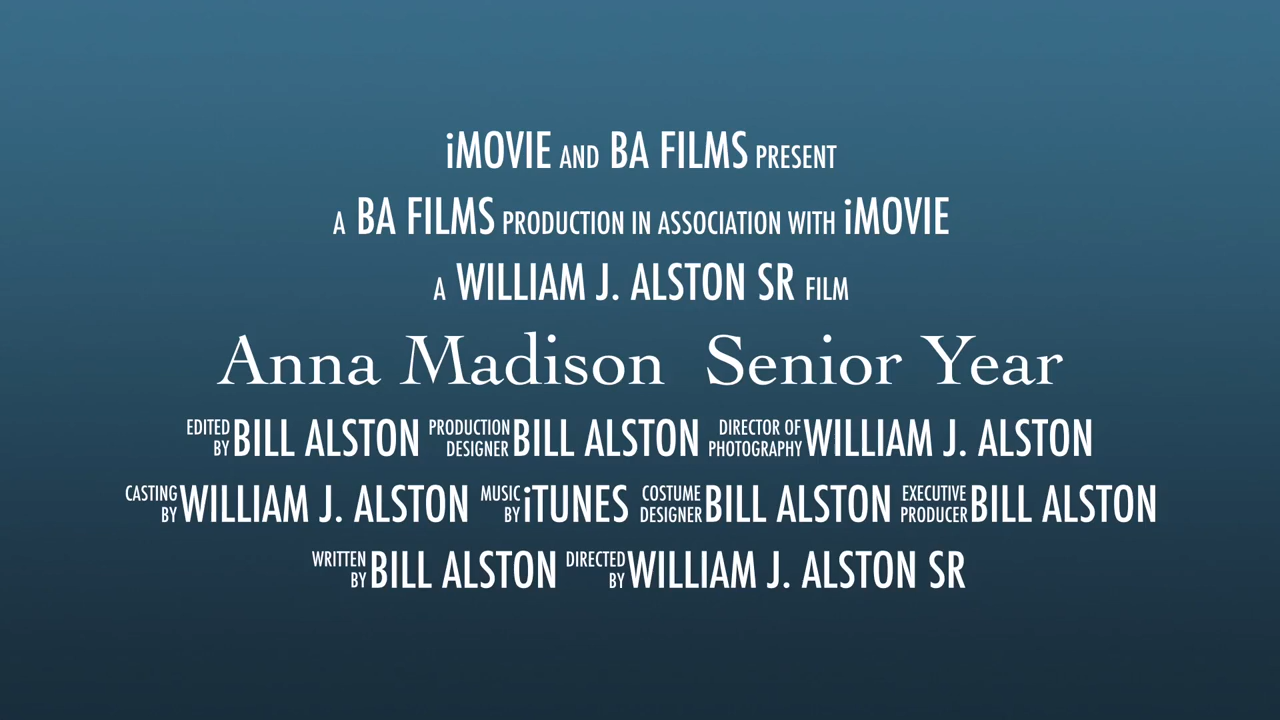 iMOVIE AND BA FILMS PRESENT
A BA FILMS PRODUCTION IN ASSOCIATION WITH iMOVIE
A WILLIAM J. ALSTON SR FILM
Anna Madison  Senior Year
EDITED BY BILL ALSTON PRODUCTION DESIGNER BILL ALSTON DIRECTOR OF PHOTOGRAPHY WILLIAM J. ALSTON
CASTING BY WILLIAM J. ALSTON MUSIC BY iTUNES COSTUME DESIGNER BILL ALSTON EXECUTIVE PRODUCER BILL ALSTON
WRITTEN BY BILL ALSTON DIRECTED BY WILLIAM J. ALSTON SR